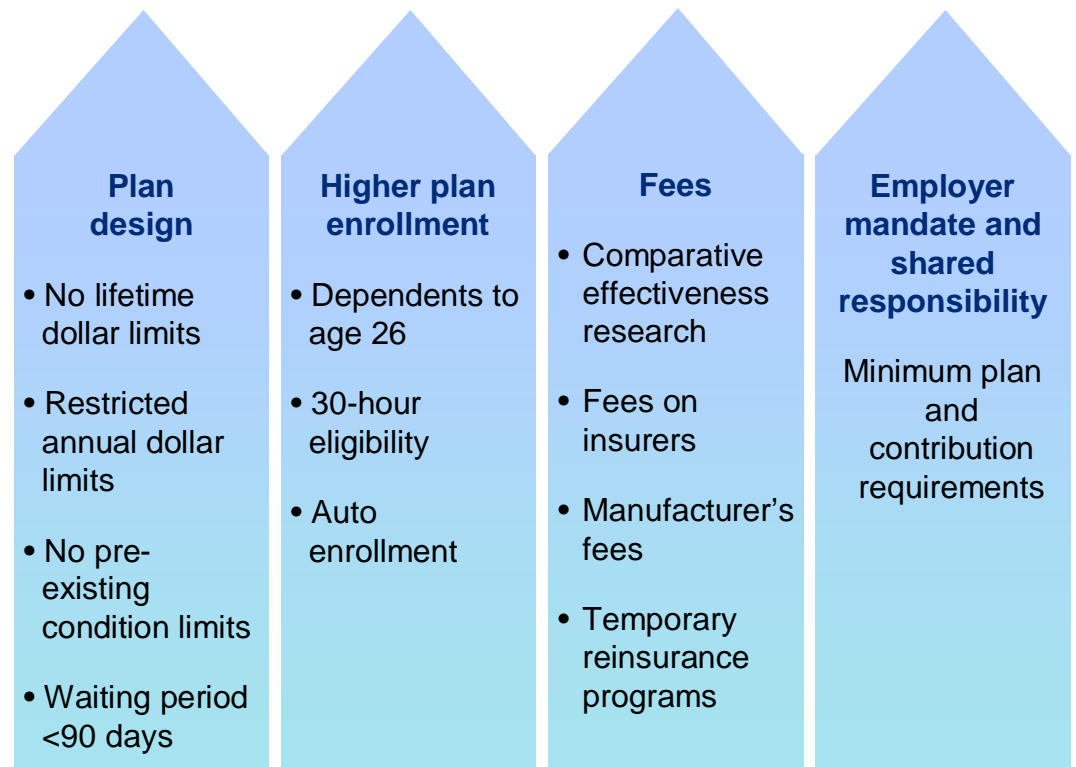 Plan
design
• No lifetime
dollar limits
• Restricted
annual dollar
limits
• No pre-
existing
condition limits
• Waiting period
<90 days
Higher plan
enrollment
• Dependents to
age 26
• 30-hour
eligibility
• Auto
enrollment
Fees
• Comparative
effectiveness
research
• Fees on
insurers
• Manufacturer’s
fees
• Temporary
reinsurance
programs
Employer
mandate and
shared
responsibility
Minimum plan
and
contribution
requirements